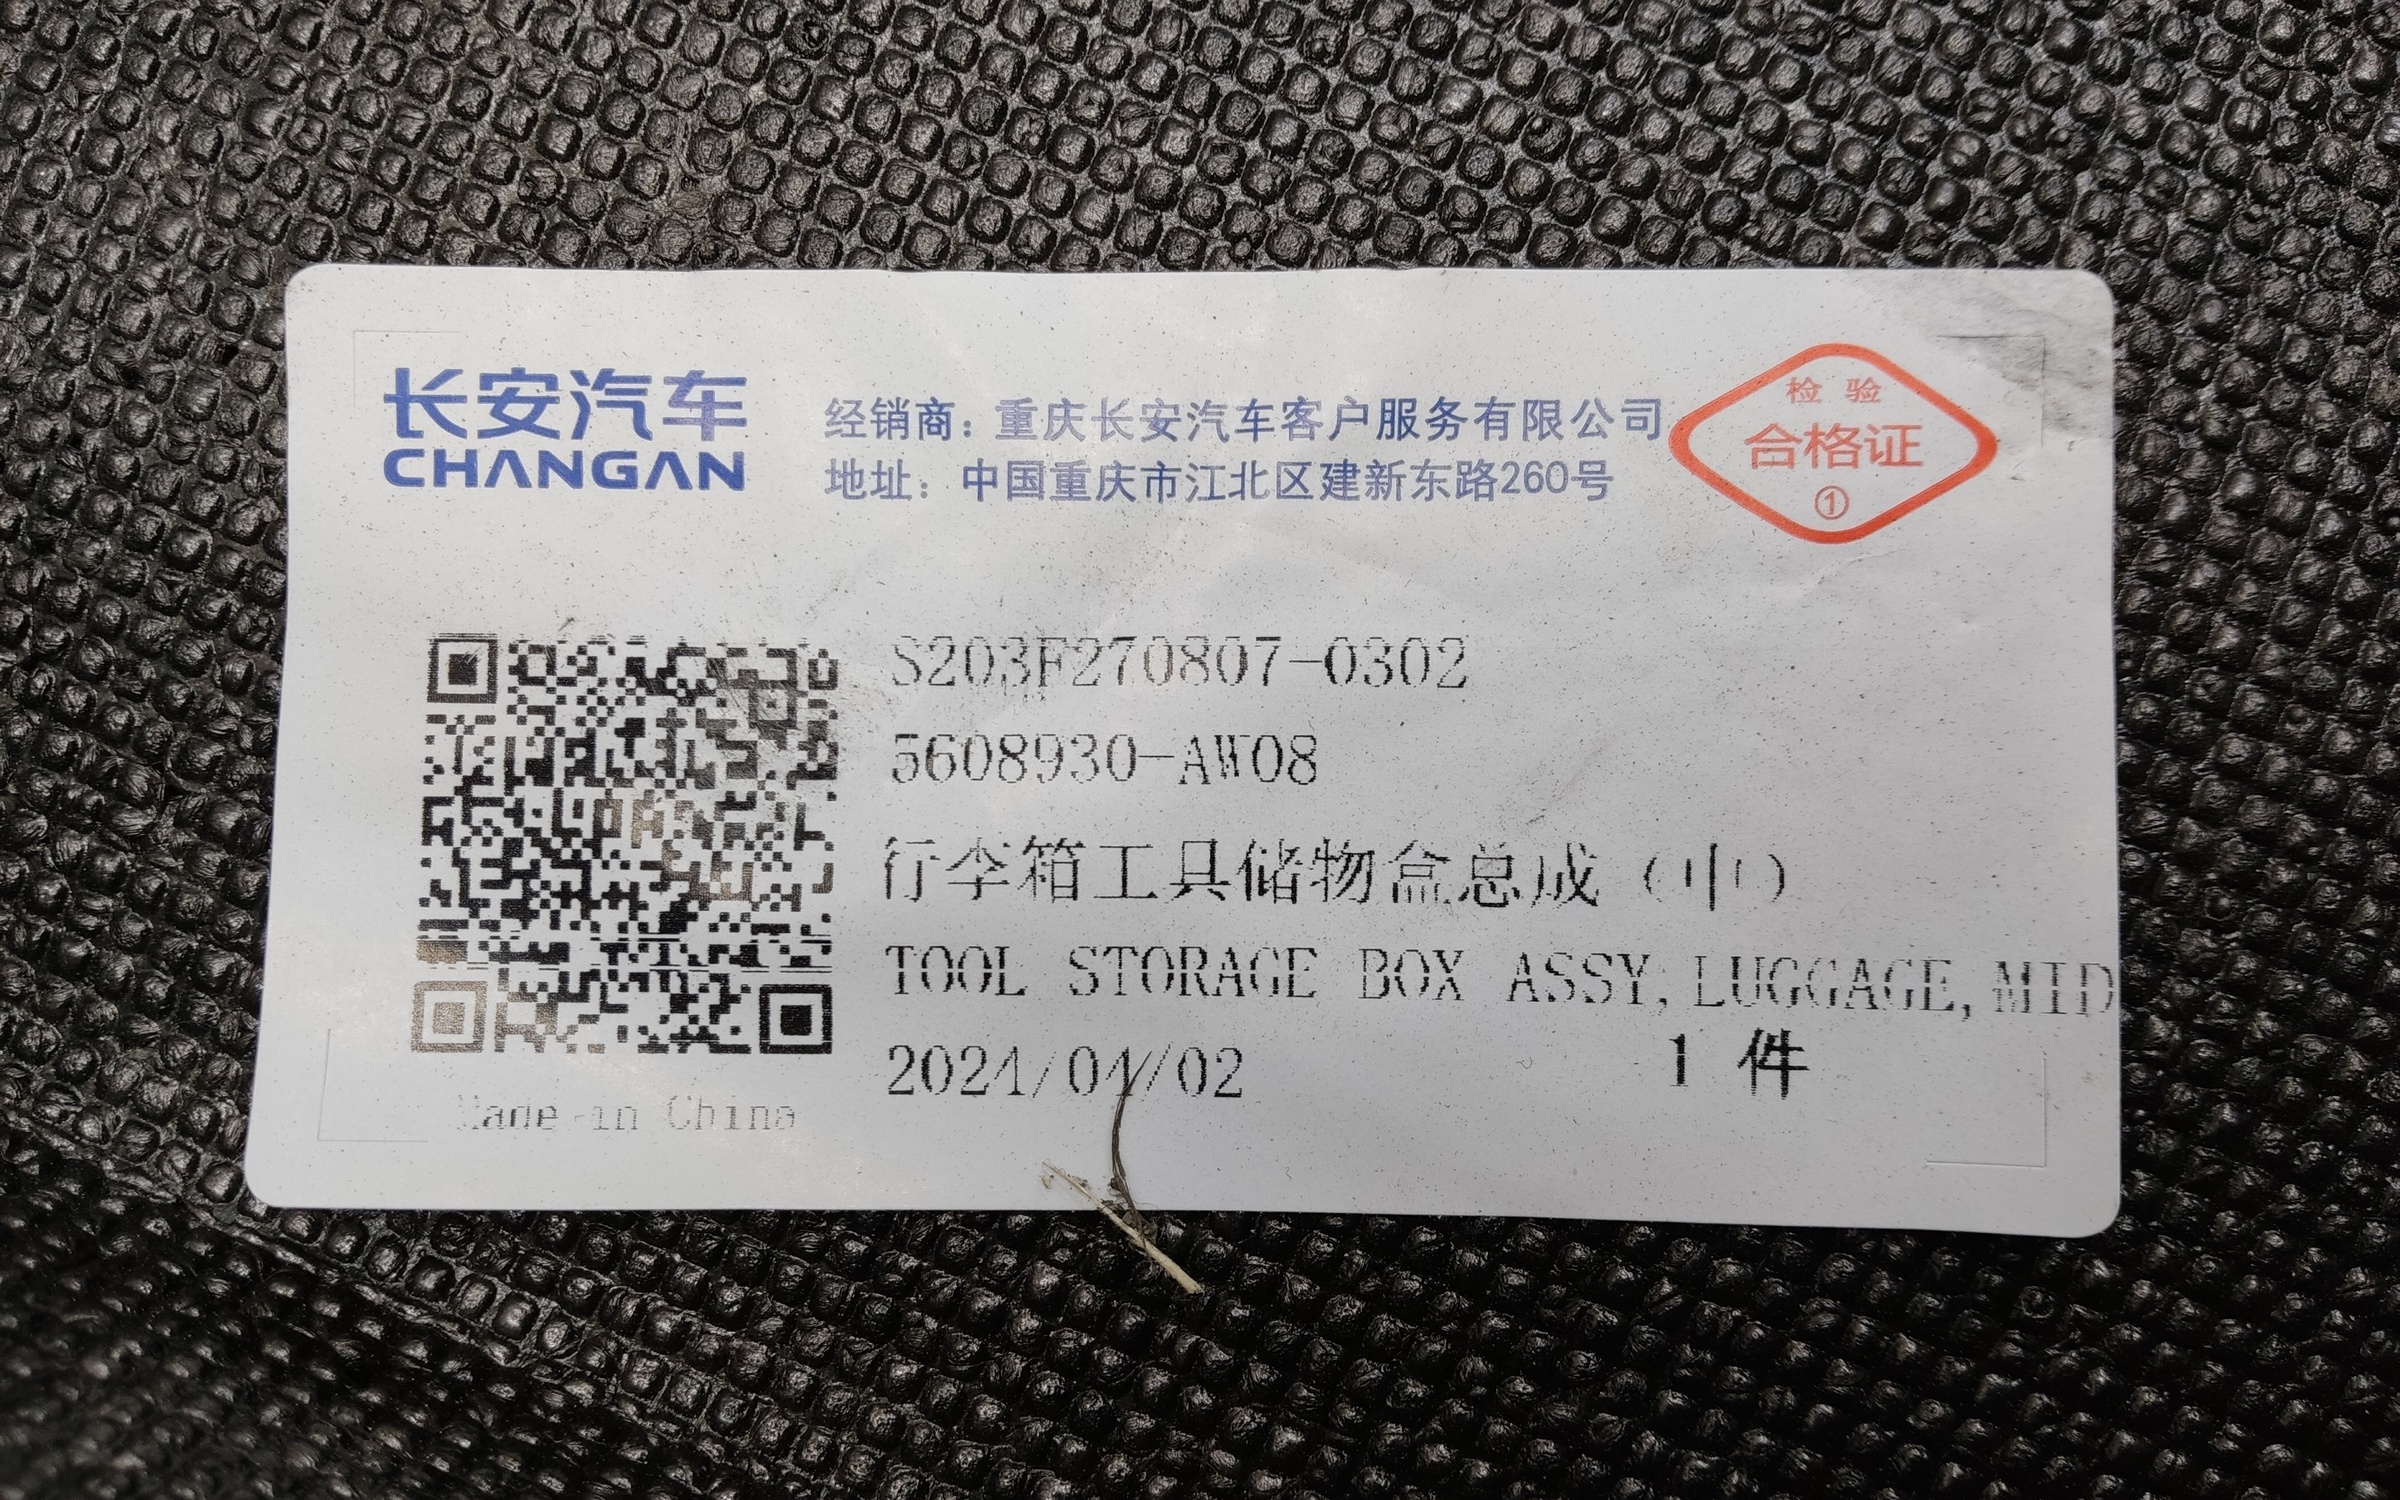 长安汽车
CHANGAN
经销商：重庆长安汽车客户服务有限公司
地址：中国重庆市江北区建新东路260号
检 验
合格证
①
S203F270807-0302
5608930-AW08
行李箱工具储物盒总成（中）
TOOL STORAGE BOX ASSY, LUGGAGE, MID
2024/04/02
1 件
Made in China